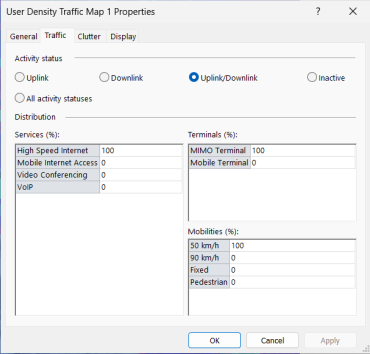 User Density Traffic Map 1 Properties
General Traffic Clutter Display
Activity status
Uplink Downlink Uplink/Downlink Inactive
All activity statuses
Distribution
Services (%):
High Speed Internet 100
Mobile Internet Access 0
Video Conferencing 0
VoIP 0
Terminals (%):
MIMO Terminal 100
Mobile Terminal 0
Mobilities (%):
50 km/h 100
90 km/h 0
Fixed 0
Pedestrian 0
OK Cancel Apply